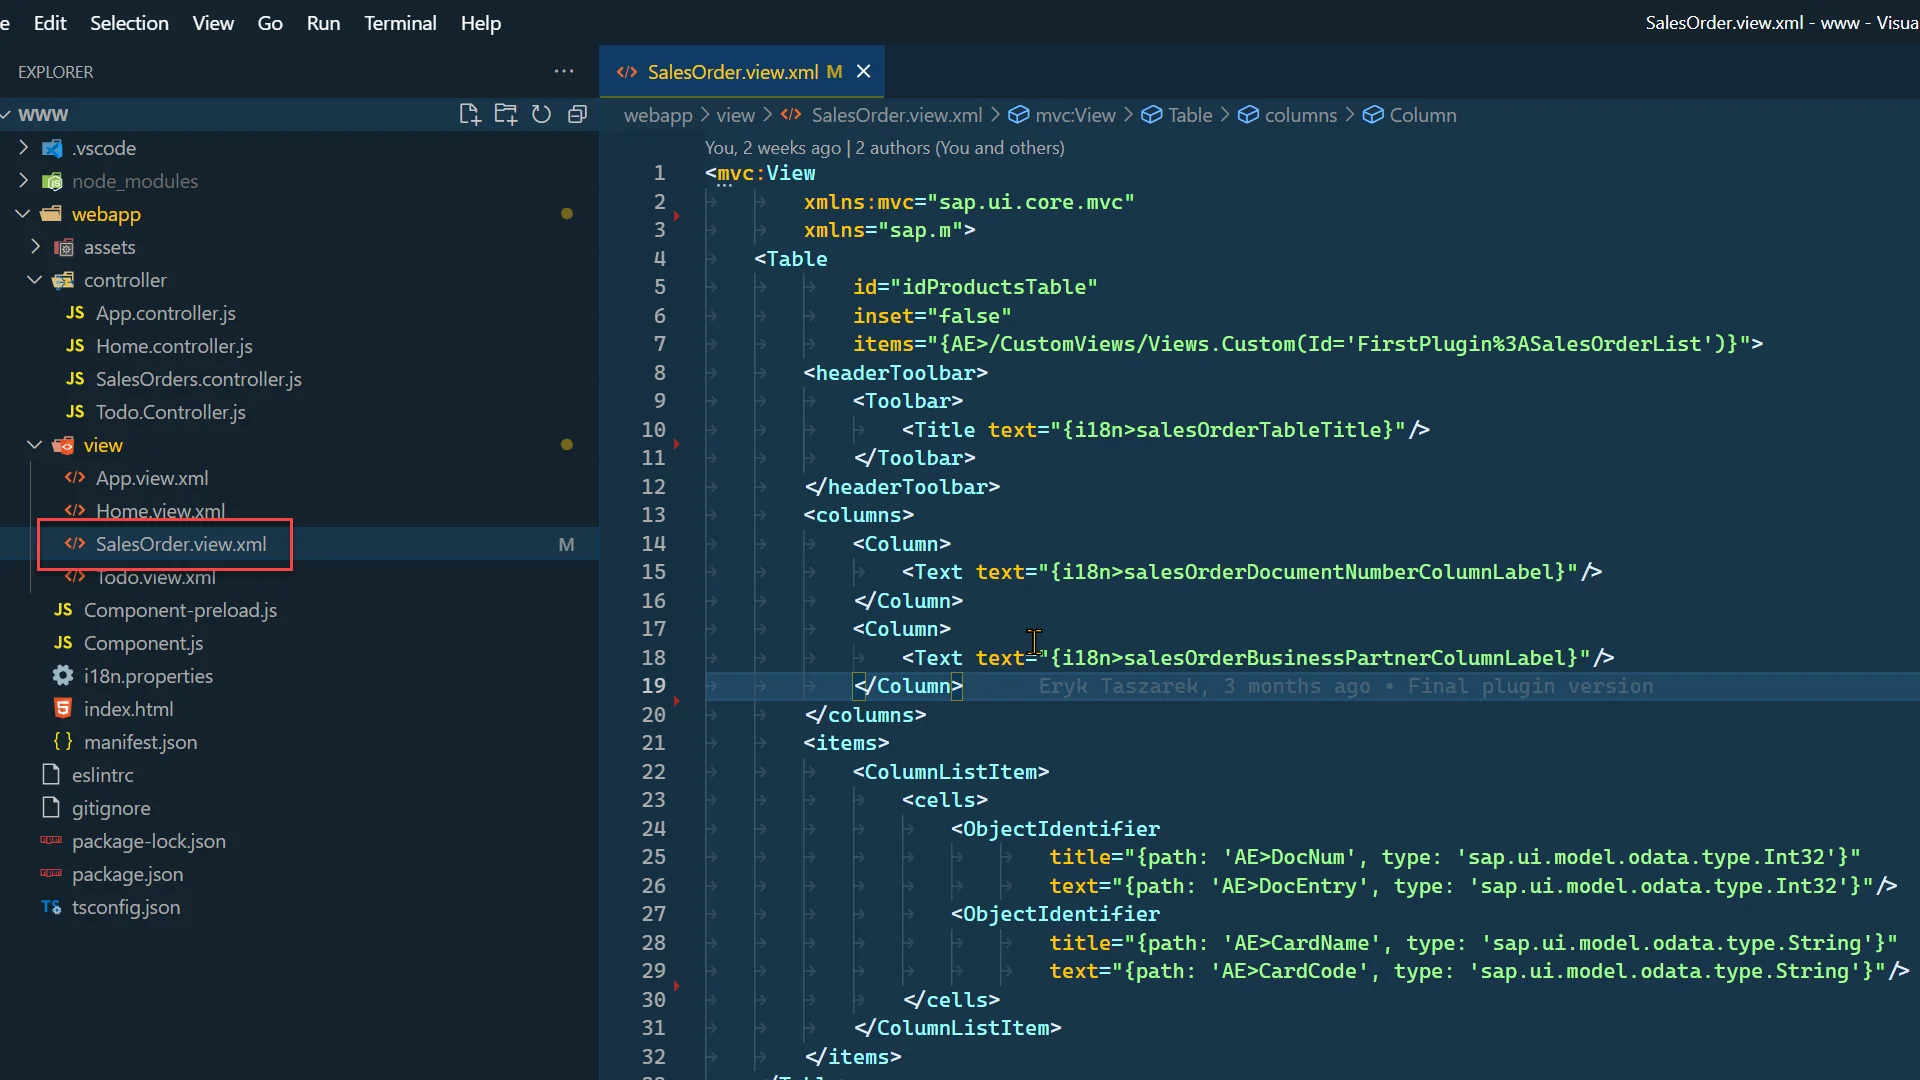 e Edit Selection View Go Run Terminal Help
SalesOrder.view.xml - www - Visua
EXPLORER ···
SalesOrder.view.xml M
WWW
webapp > view > SalesOrder.view.xml > mvc:View > Table > columns > Column
.vscode
node_modules
webapp
assets
controller
JS App.controller.js
JS Home.controller.js
JS SalesOrders.controller.js
JS Todo.Controller.js
view
App.view.xml
Home.view.xml
SalesOrder.view.xml M
Todo.view.xml
JS Component-preload.js
JS Component.js
i18n.properties
index.html
{ } manifest.json
eslintrc
gitignore
package-lock.json
package.json
TS tsconfig.json
You, 2 weeks ago | 2 authors (You and others)
1 <mvc:View
2 xmlns:mvc="sap.ui.core.mvc"
3 xmlns="sap.m">
4 <Table
5 id="idProductsTable"
6 inset="false"
7 items="{AE>/CustomViews/Views.Custom(Id='FirstPlugin%3ASalesOrderList')}">
8 <headerToolbar>
9 <Toolbar>
10 <Title text="{i18n>salesOrderTableTitle}"/>
11 </Toolbar>
12 </headerToolbar>
13 <columns>
14 <Column>
15 <Text text="{i18n>salesOrderDocumentNumberColumnLabel}"/>
16 </Column>
17 <Column>
18 <Text text="{i18n>salesOrderBusinessPartnerColumnLabel}"/>
19 </Column> Eryk Taszarek, 3 months ago • Final plugin version
20 </columns>
21 <items>
22 <ColumnListItem>
23 <cells>
24 <ObjectIdentifier
25 title="{path: 'AE>DocNum', type: 'sap.ui.model.odata.type.Int32'}"
26 text="{path: 'AE>DocEntry', type: 'sap.ui.model.odata.type.Int32'}"/>
27 <ObjectIdentifier
28 title="{path: 'AE>CardName', type: 'sap.ui.model.odata.type.String'}"
29 text="{path: 'AE>CardCode', type: 'sap.ui.model.odata.type.String'}"/>
30 </cells>
31 </ColumnListItem>
32 </items>